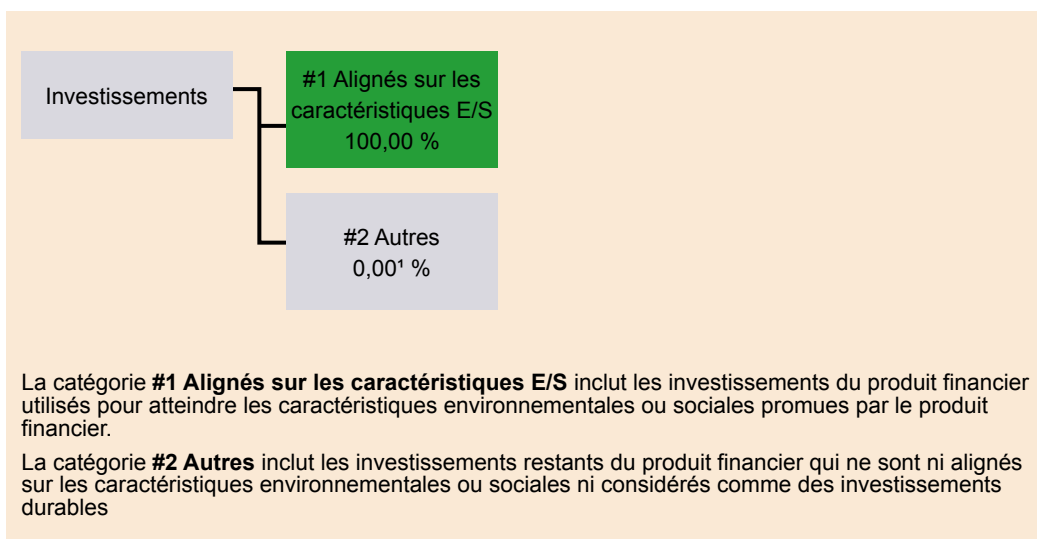 Investissements
#1 Alignés sur les
caractéristiques E/S
100,00 %
#2 Autres
0,00¹ %
La catégorie #1 Alignés sur les caractéristiques E/S inclut les investissements du produit financier
utilisés pour atteindre les caractéristiques environnementales ou sociales promues par le produit
financier.
La catégorie #2 Autres inclut les investissements restants du produit financier qui ne sont ni alignés
sur les caractéristiques environnementales ou sociales ni considérés comme des investissements
durables